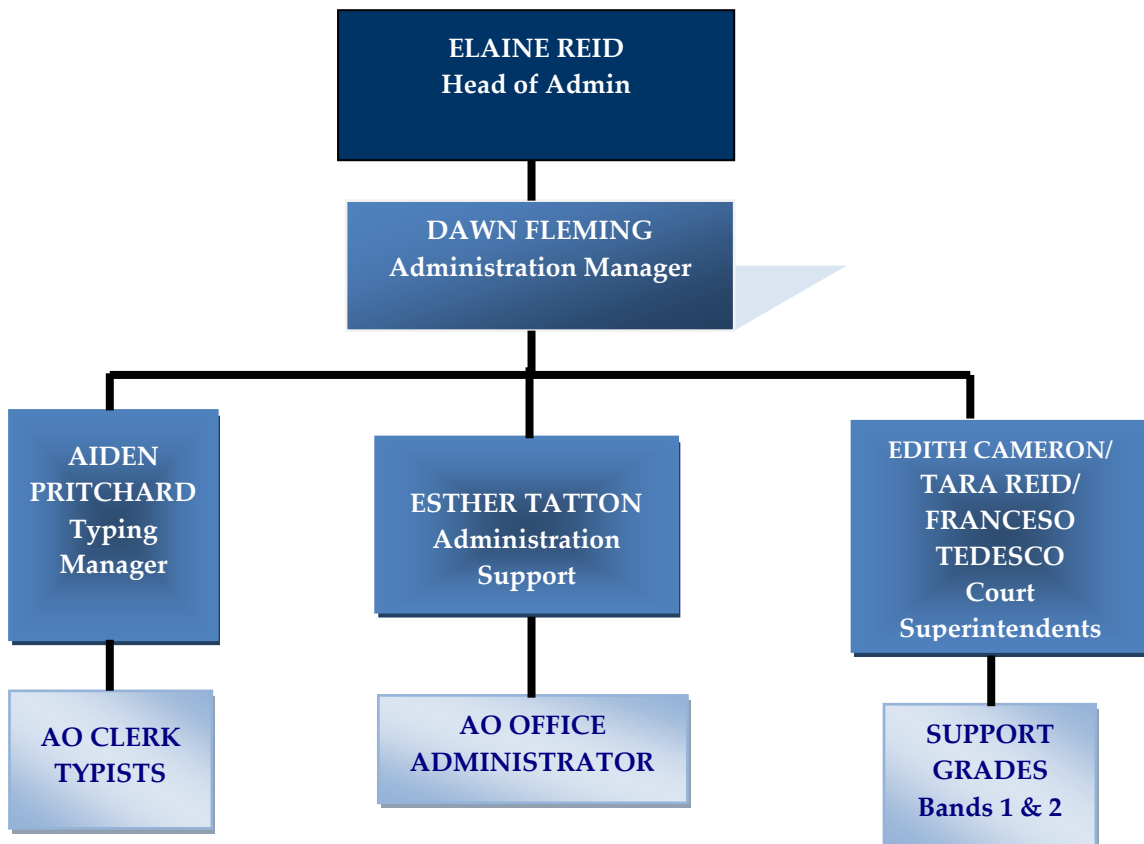 ELAINE REID
Head of Admin
DAWN FLEMING
Administration Manager
AIDEN
PRITCHARD
Typing
Manager
ESTHER TATTON
Administration
Support
EDITH CAMERON/
TARA REID/
FRANCESO
TEDESCO
Court
Superintendents
AO CLERK
TYPISTS
AO OFFICE
ADMINISTRATOR
SUPPORT
GRADES
Bands 1 & 2